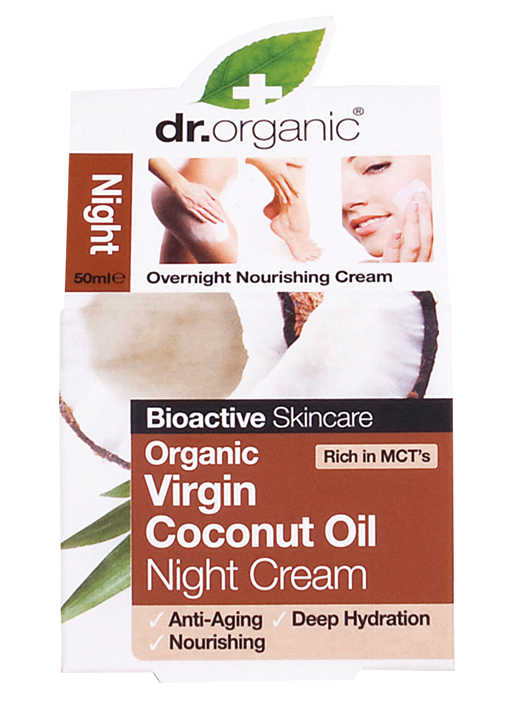 dr.organic®
Night
50ml℮
Overnight Nourishing Cream
Bioactive Skincare
Organic
Rich in MCT's
Virgin
Coconut Oil
Night Cream
✓ Anti-Aging ✓ Deep Hydration
✓ Nourishing